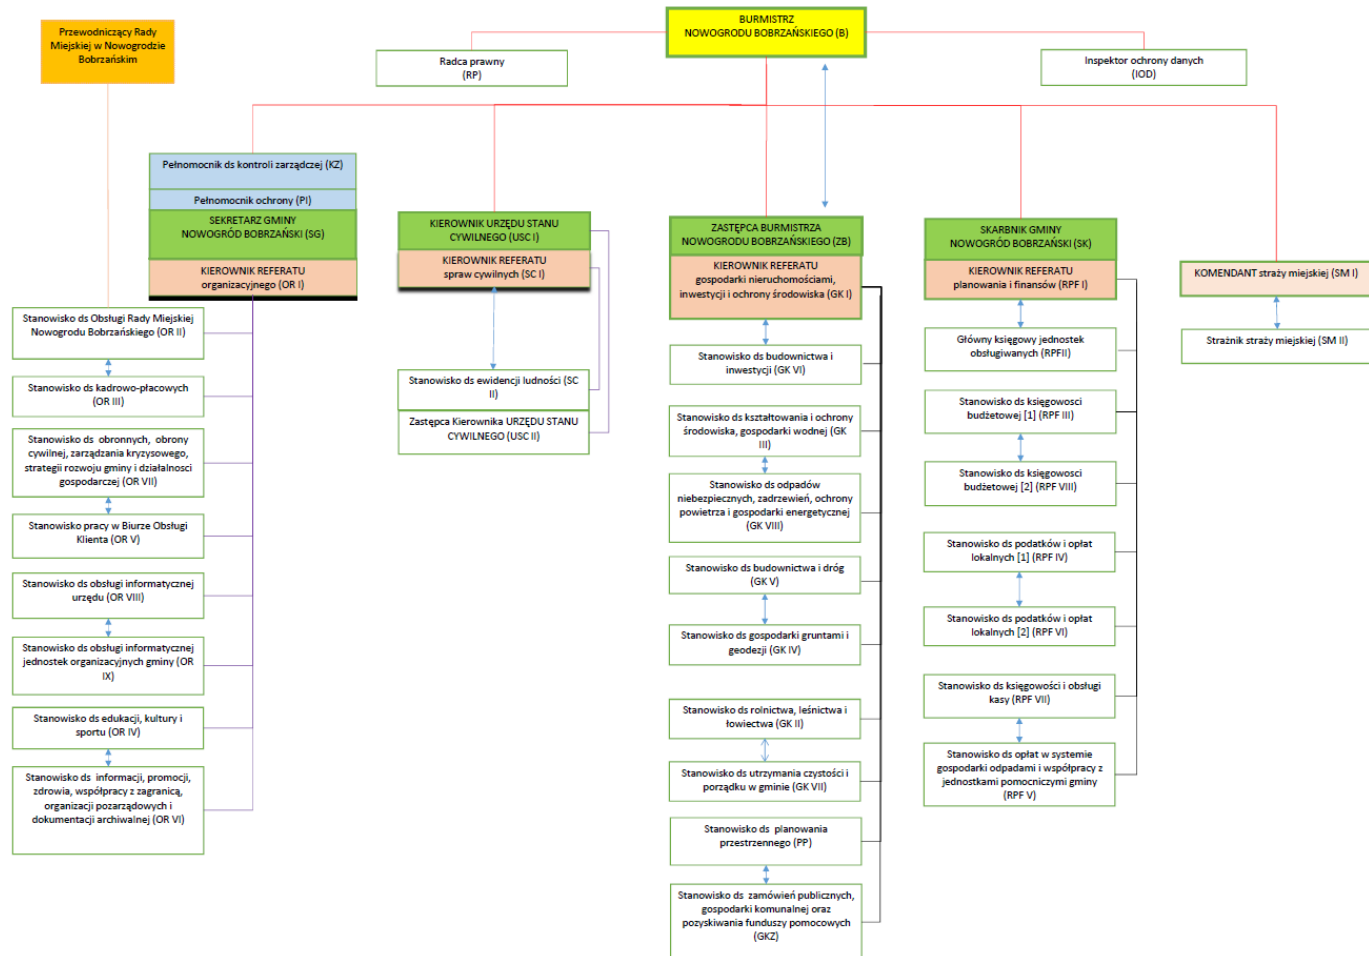 Przewodniczący Rady
Miejskiej w Nowogrodzie
Bobrzańskim
BURMISTRZ
NOWOGRODU BOBRZAŃSKIEGO (B)
Radca prawny
(RP)
Inspektor ochrony danych
(IOD)
Pełnomocnik ds kontroli zarządczej (KZ)
Pełnomocnik ochrony (PI)
SEKRETARZ GMINY
NOWOGRÓD BOBRZAŃSKI (SG)
KIEROWNIK REFERATU
organizacyjnego (OR I)
Stanowisko ds Obsługi Rady Miejskiej
Nowogrodu Bobrzańskiego (OR II)
Stanowisko ds kadrowo-płacowych
(OR III)
Stanowisko ds obronnych, obrony
cywilnej, zarządzania kryzysowego,
strategii rozwoju gminy i działalnosci
gospodarczej (OR VII)
Stanowisko pracy w Biurze Obsługi
Klienta (OR V)
Stanowisko ds obsługi informatycznej
urzędu (OR VIII)
Stanowisko ds obsługi informatycznej
jednostek organizacyjnych gminy (OR
IX)
Stanowisko ds edukacji, kultury i
sportu (OR IV)
Stanowisko ds informacji, promocji,
zdrowia, współpracy z zagranicą,
organizacji pozarządowych i
dokumentacji archiwalnej (OR VI)
KIEROWNIK URZĘDU STANU
CYWILNEGO (USC I)
KIEROWNIK REFERATU
spraw cywilnych (SC I)
Stanowisko ds ewidencji ludności (SC
II)
Zastępca Kierownika URZĘDU STANU
CYWILNEGO (USC II)
ZASTĘPCA BURMISTRZA
NOWOGRODU BOBRZAŃSKIEGO (ZB)
KIEROWNIK REFERATU
gospodarki nieruchomościami,
inwestycji i ochrony środowiska (GK I)
Stanowisko ds budownictwa i
inwestycji (GK VI)
Stanowisko ds kształtowania i ochrony
środowiska, gospodarki wodnej (GK
III)
Stanowisko ds odpadów
niebezpiecznych, zadrzewień, ochrony
powietrza i gospodarki energetycznej
(GK VIII)
Stanowisko ds budownictwa i dróg
(GK V)
Stanowisko ds gospodarki gruntami i
geodezji (GK IV)
Stanowisko ds rolnictwa, leśnictwa i
łowiectwa (GK II)
Stanowisko ds utrzymania czystości i
porządku w gminie (GK VII)
Stanowisko ds planowania
przestrzennego (PP)
Stanowisko ds zamówień publicznych,
gospodarki komunalnej oraz
pozyskiwania funduszy pomocowych
(GKZ)
SKARBNIK GMINY
NOWOGRÓD BOBRZAŃSKI (SK)
KIEROWNIK REFERATU
planowania i finansów (RPF I)
Główny księgowy jednostek
obsługiwanych (RPFII)
Stanowisko ds księgowosci
budżetowej [1] (RPF III)
Stanowisko ds księgowosci
budżetowej [2] (RPF VIII)
Stanowisko ds podatków i opłat
lokalnych [1] (RPF IV)
Stanowisko ds podatków i opłat
lokalnych [2] (RPF VI)
Stanowisko ds księgowości i obsługi
kasy (RPF VII)
Stanowisko ds opłat w systemie
gospodarki odpadami i współpracy z
jednostkami pomocniczymi gminy
(RPF V)
KOMENDANT straży miejskiej (SM I)
Strażnik straży miejskiej (SM II)